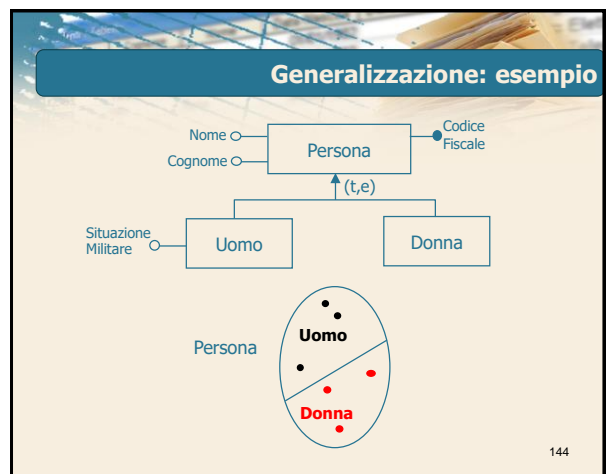 Generalizzazione: esempio
Nome
Cognome
Persona
Codice
Fiscale
(t,e)
Situazione
Militare
Uomo
Donna
Persona
Uomo
Donna
144